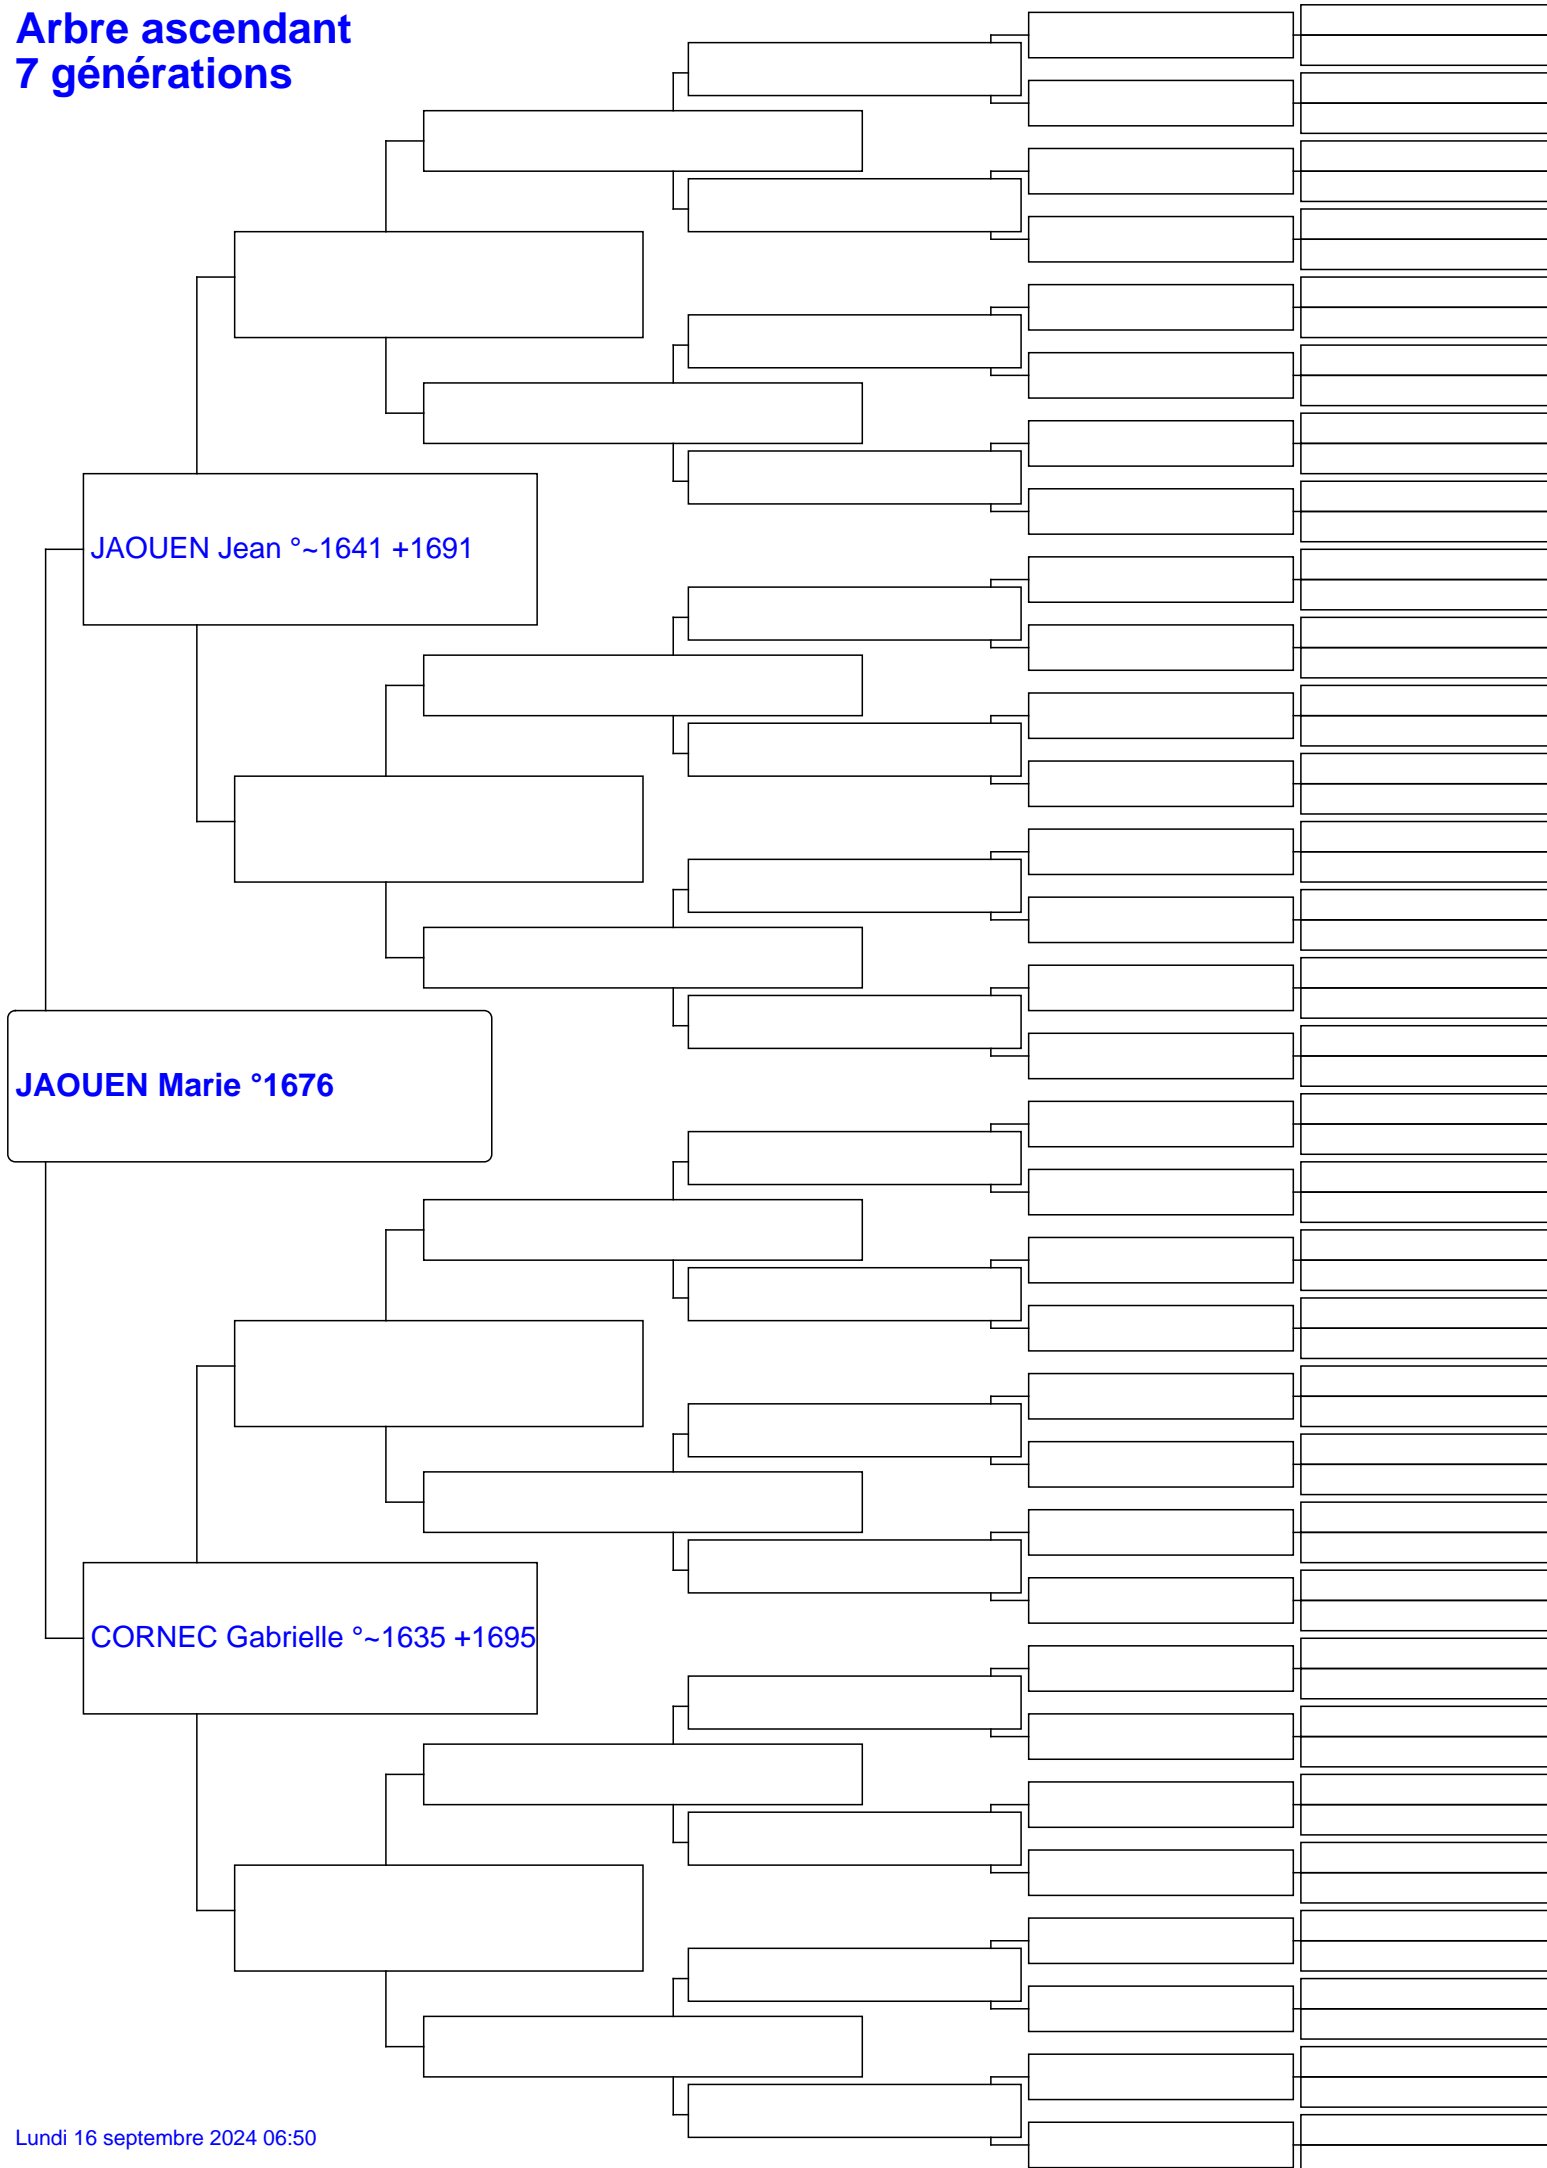 Arbre ascendant
7 générations
JAOUEN Jean °~1641 +1691
JAOUEN Marie °1676
CORNEC Gabrielle °~1635 +1695
Lundi 16 septembre 2024 06:50